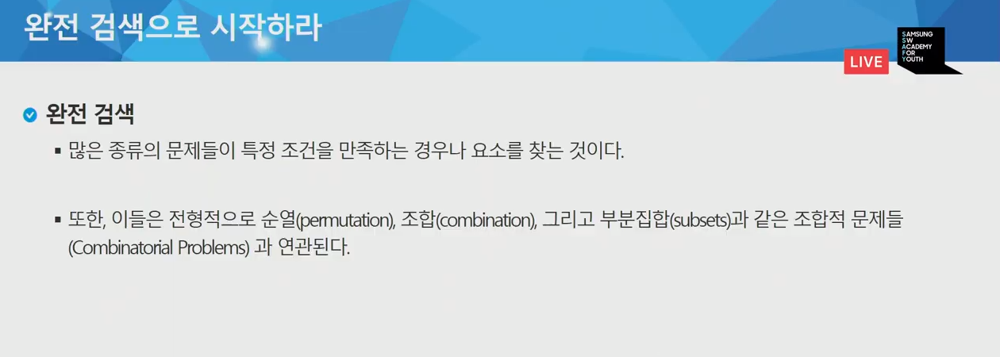 완전 검색으로 시작하라
SAMSUNG
SW
ACADEMY
FOR
YOUTH
LIVE
완전 검색
▪ 많은 종류의 문제들이 특정 조건을 만족하는 경우나 요소를 찾는 것이다.
▪ 또한, 이들은 전형적으로 순열(permutation), 조합(combination), 그리고 부분집합(subsets)과 같은 조합적 문제들
(Combinatorial Problems) 과 연관된다.